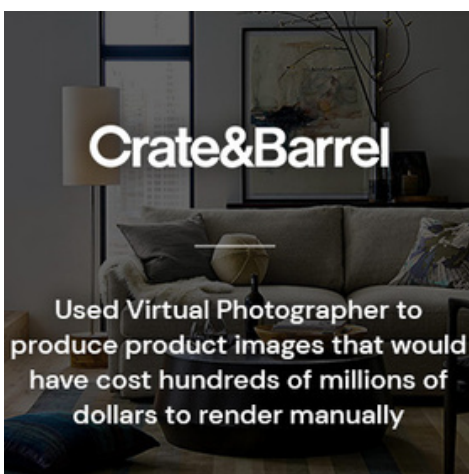 Crate&Barrel
Used Virtual Photographer to
produce product images that would
have cost hundreds of millions of
dollars to render manually